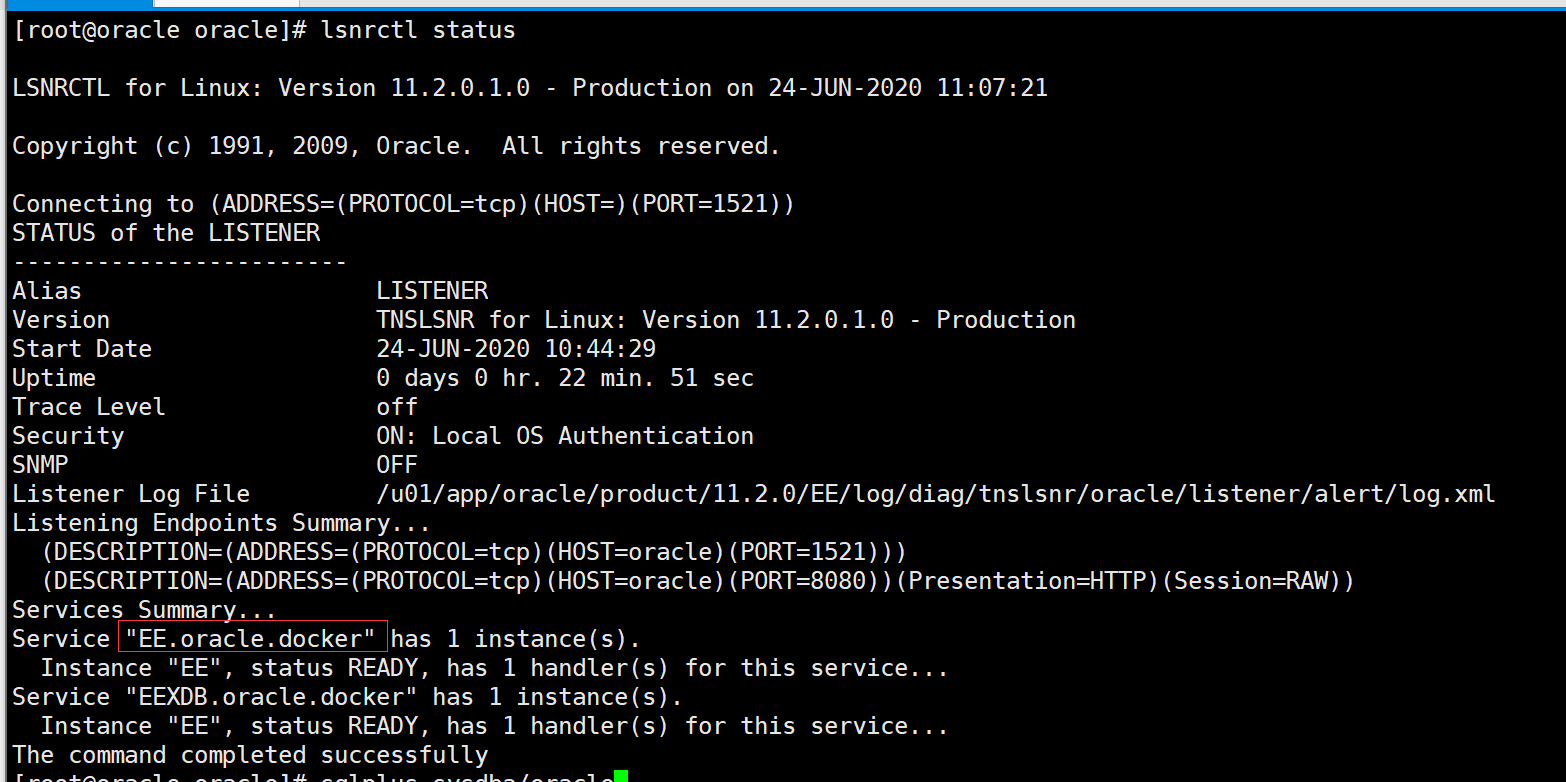 [root@oracle oracle]# lsnrctl status
LSNRCTL for Linux: Version 11.2.0.1.0 - Production on 24-JUN-2020 11:07:21
Copyright (c) 1991, 2009, Oracle.  All rights reserved.
Connecting to (ADDRESS=(PROTOCOL=tcp)(HOST=)(PORT=1521))
STATUS of the LISTENER
------------------------
Alias                     LISTENER
Version                   TNSLSNR for Linux: Version 11.2.0.1.0 - Production
Start Date                24-JUN-2020 10:44:29
Uptime                    0 days 0 hr. 22 min. 51 sec
Trace Level               off
Security                  ON: Local OS Authentication
SNMP                      OFF
Listener Log File         /u01/app/oracle/product/11.2.0/EE/log/diag/tnslsnr/oracle/listener/alert/log.xml
Listening Endpoints Summary...
  (DESCRIPTION=(ADDRESS=(PROTOCOL=tcp)(HOST=oracle)(PORT=1521)))
  (DESCRIPTION=(ADDRESS=(PROTOCOL=tcp)(HOST=oracle)(PORT=8080))(Presentation=HTTP)(Session=RAW))
Services Summary...
Service "EE.oracle.docker" has 1 instance(s).
  Instance "EE", status READY, has 1 handler(s) for this service...
Service "EEXDB.oracle.docker" has 1 instance(s).
  Instance "EE", status READY, has 1 handler(s) for this service...
The command completed successfully
[root@oracle oracle]# sqlplus sysdba/oracle